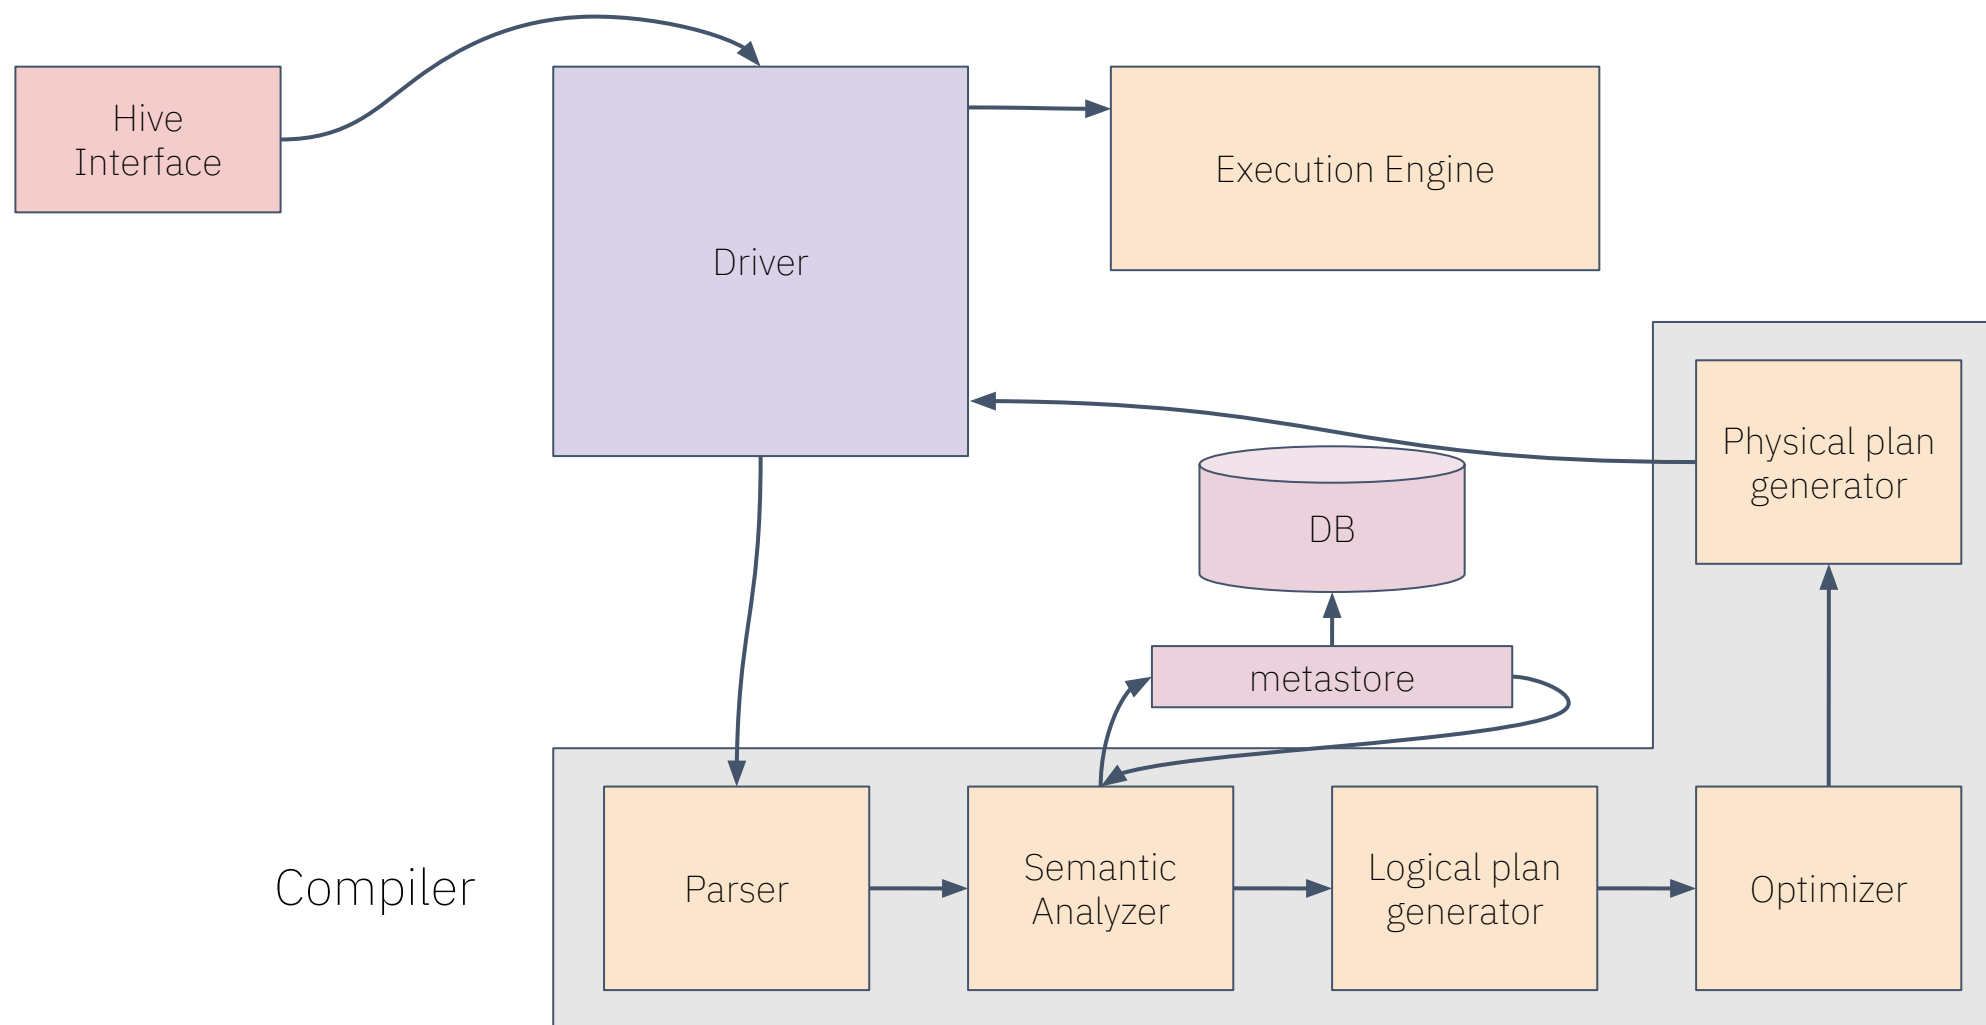 Hive
Interface
Driver
Execution Engine
Physical plan
generator
DB
metastore
Compiler
Parser
Semantic
Analyzer
Logical plan
generator
Optimizer